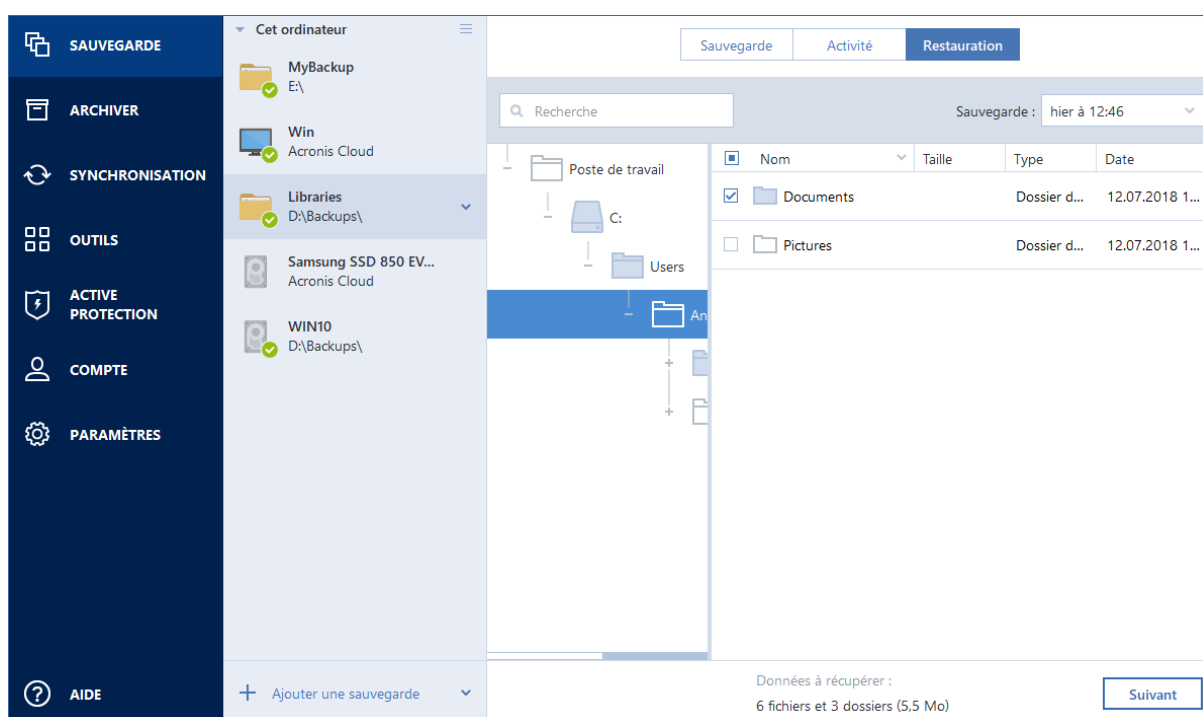 SAUVEGARDE
ARCHIVER
SYNCHRONISATION
OUTILS
ACTIVE
PROTECTION
COMPTE
PARAMÈTRES
AIDE
Cet ordinateur
MyBackup
E:\
Win
Acronis Cloud
Libraries
D:\Backups\
Samsung SSD 850 EV...
Acronis Cloud
WIN10
D:\Backups\
Ajouter une sauvegarde
Sauvegarde Activité Restauration
Recherche
Sauvegarde : hier à 12:46
Poste de travail
C:
Users
An
Nom Taille Type Date
Documents Dossier d... 12.07.2018 1...
Pictures Dossier d... 12.07.2018 1...
Données à récupérer :
6 fichiers et 3 dossiers (5,5 Mo)
Suivant